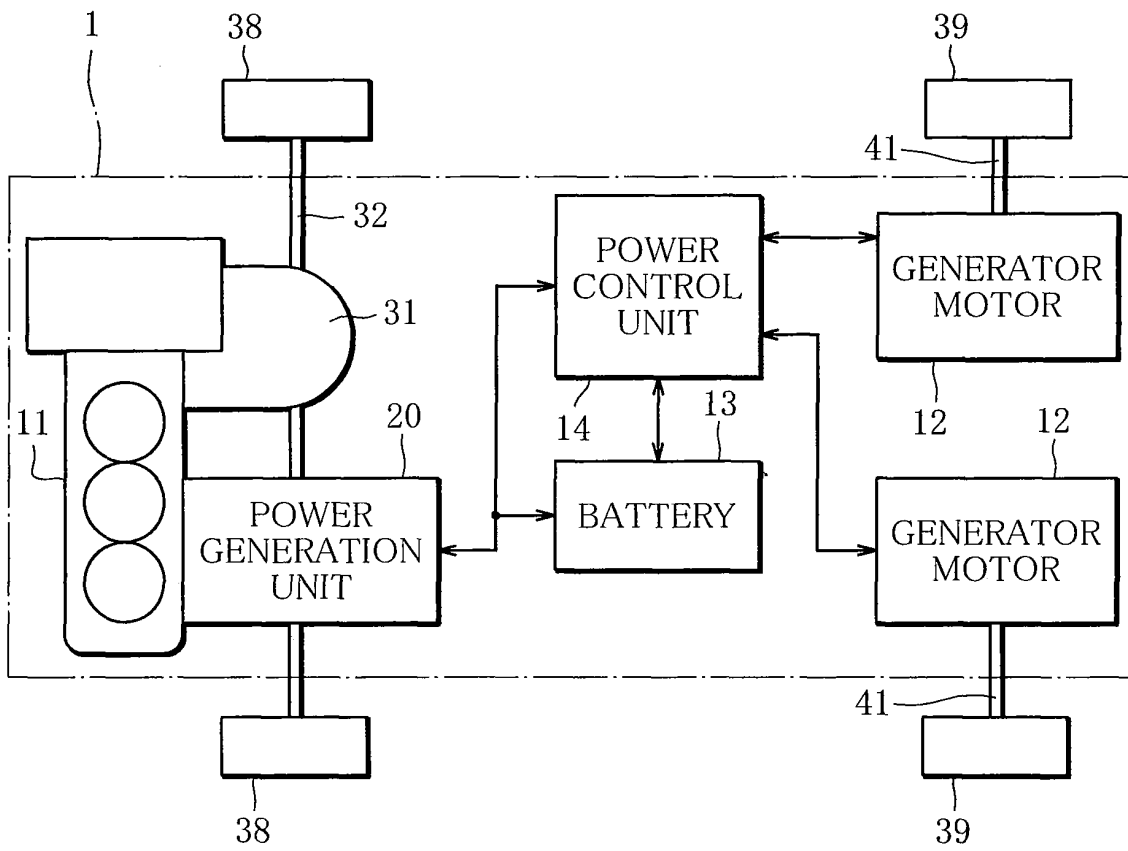 1
38
39
41
32
POWER
CONTROL
UNIT
GENERATOR
MOTOR
31
11
20
14
13
12
12
POWER
GENERATION
UNIT
BATTERY
GENERATOR
MOTOR
41
38
39